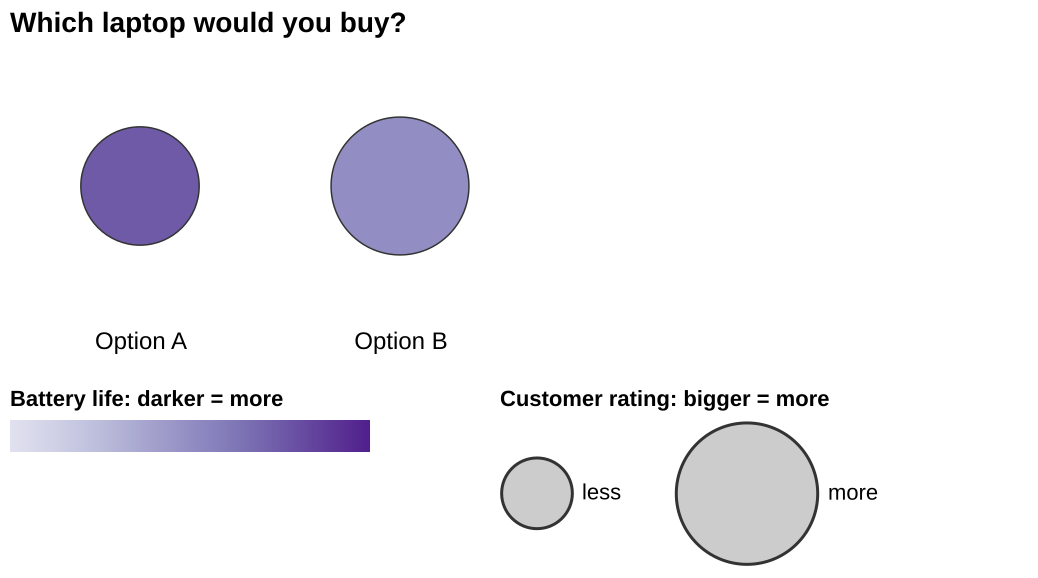 Which laptop would you buy?
Option A
Option B
Battery life: darker = more
Customer rating: bigger = more
less
more